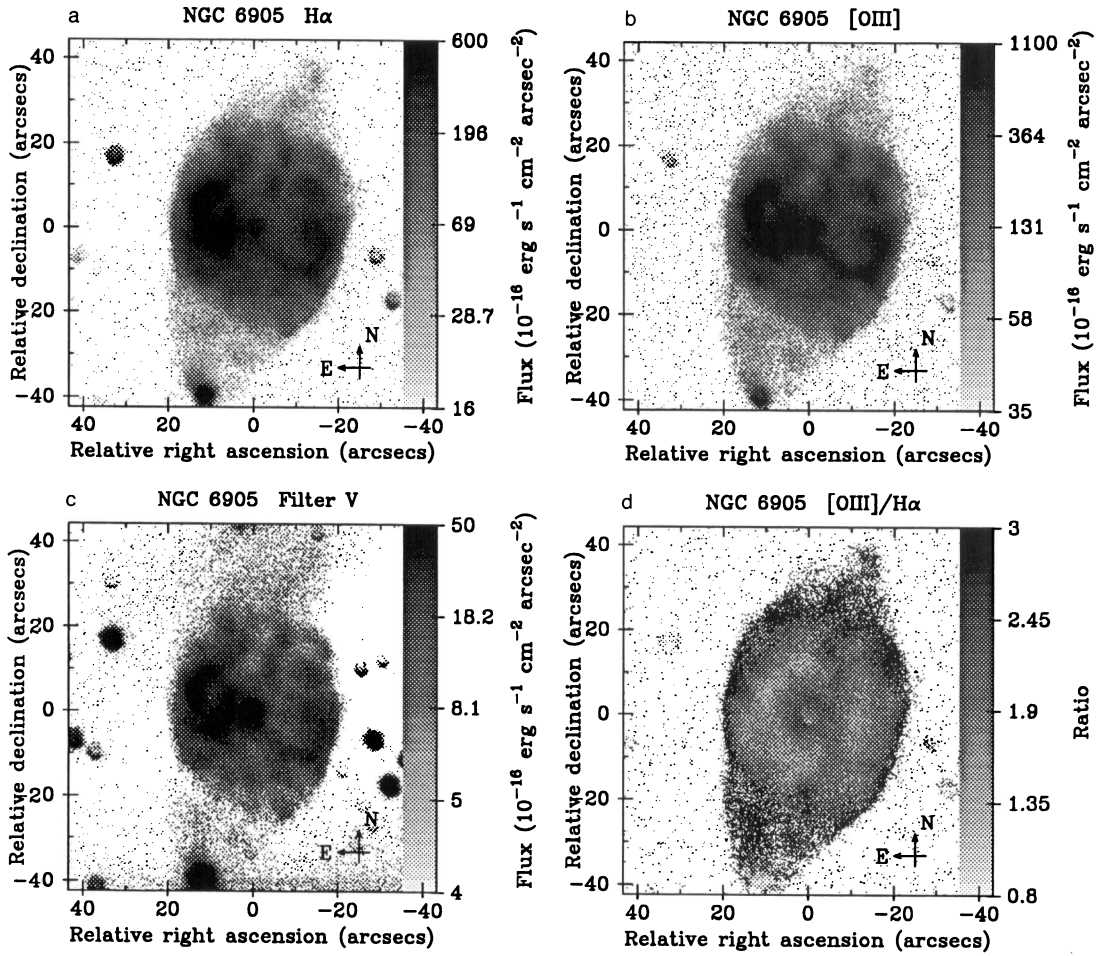 a NGC 6905 Hα
40
20
0
−20
−40
Relative declination (arcsecs)
40 20 0 −20 −40
Relative right ascension (arcsecs)
N
E
600
196
69
28.7
16
Flux (10⁻¹⁶ erg s⁻¹ cm⁻² arcsec⁻²)
b NGC 6905 [OIII]
40
20
0
−20
−40
Relative declination (arcsecs)
40 20 0 −20 −40
Relative right ascension (arcsecs)
N
E
1100
364
131
58
35
Flux (10⁻¹⁶ erg s⁻¹ cm⁻² arcsec⁻²)
c NGC 6905 Filter V
40
20
0
−20
−40
Relative declination (arcsecs)
40 20 0 −20 −40
Relative right ascension (arcsecs)
N
E
50
18.2
8.1
5
4
Flux (10⁻¹⁶ erg s⁻¹ cm⁻² arcsec⁻²)
d NGC 6905 [OIII]/Hα
40
20
0
−20
−40
Relative declination (arcsecs)
40 20 0 −20 −40
Relative right ascension (arcsecs)
N
E
3
2.45
1.9
1.35
0.8
Ratio